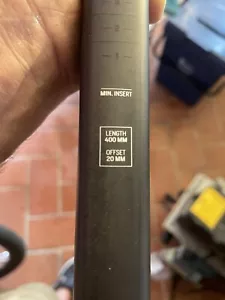 MIN. INSERT
LENGTH
400 MM
OFFSET
20 MM